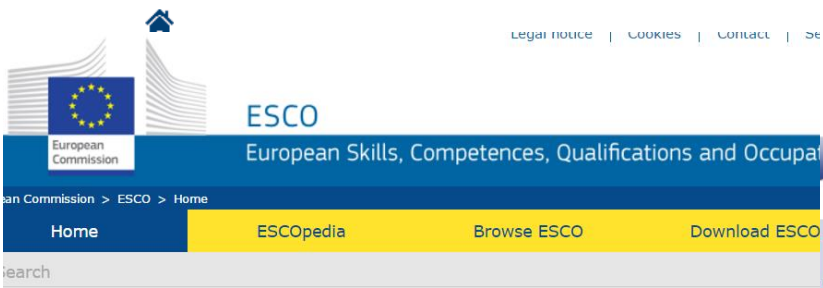 Legal notice | Cookies | Contact | Se
ESCO
European Commission
European Skills, Competences, Qualifications and Occupat
ean Commission > ESCO > Home
Home ESCOpedia Browse ESCO Download ESCO
Search